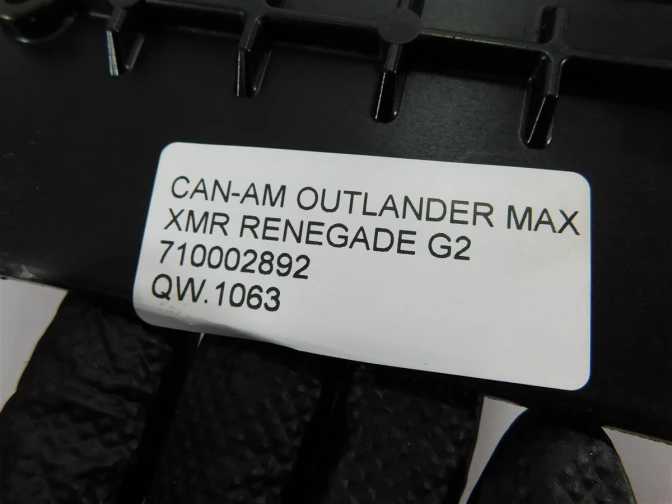 CAN-AM OUTLANDER MAX
XMR RENEGADE G2
710002892
QW.1063